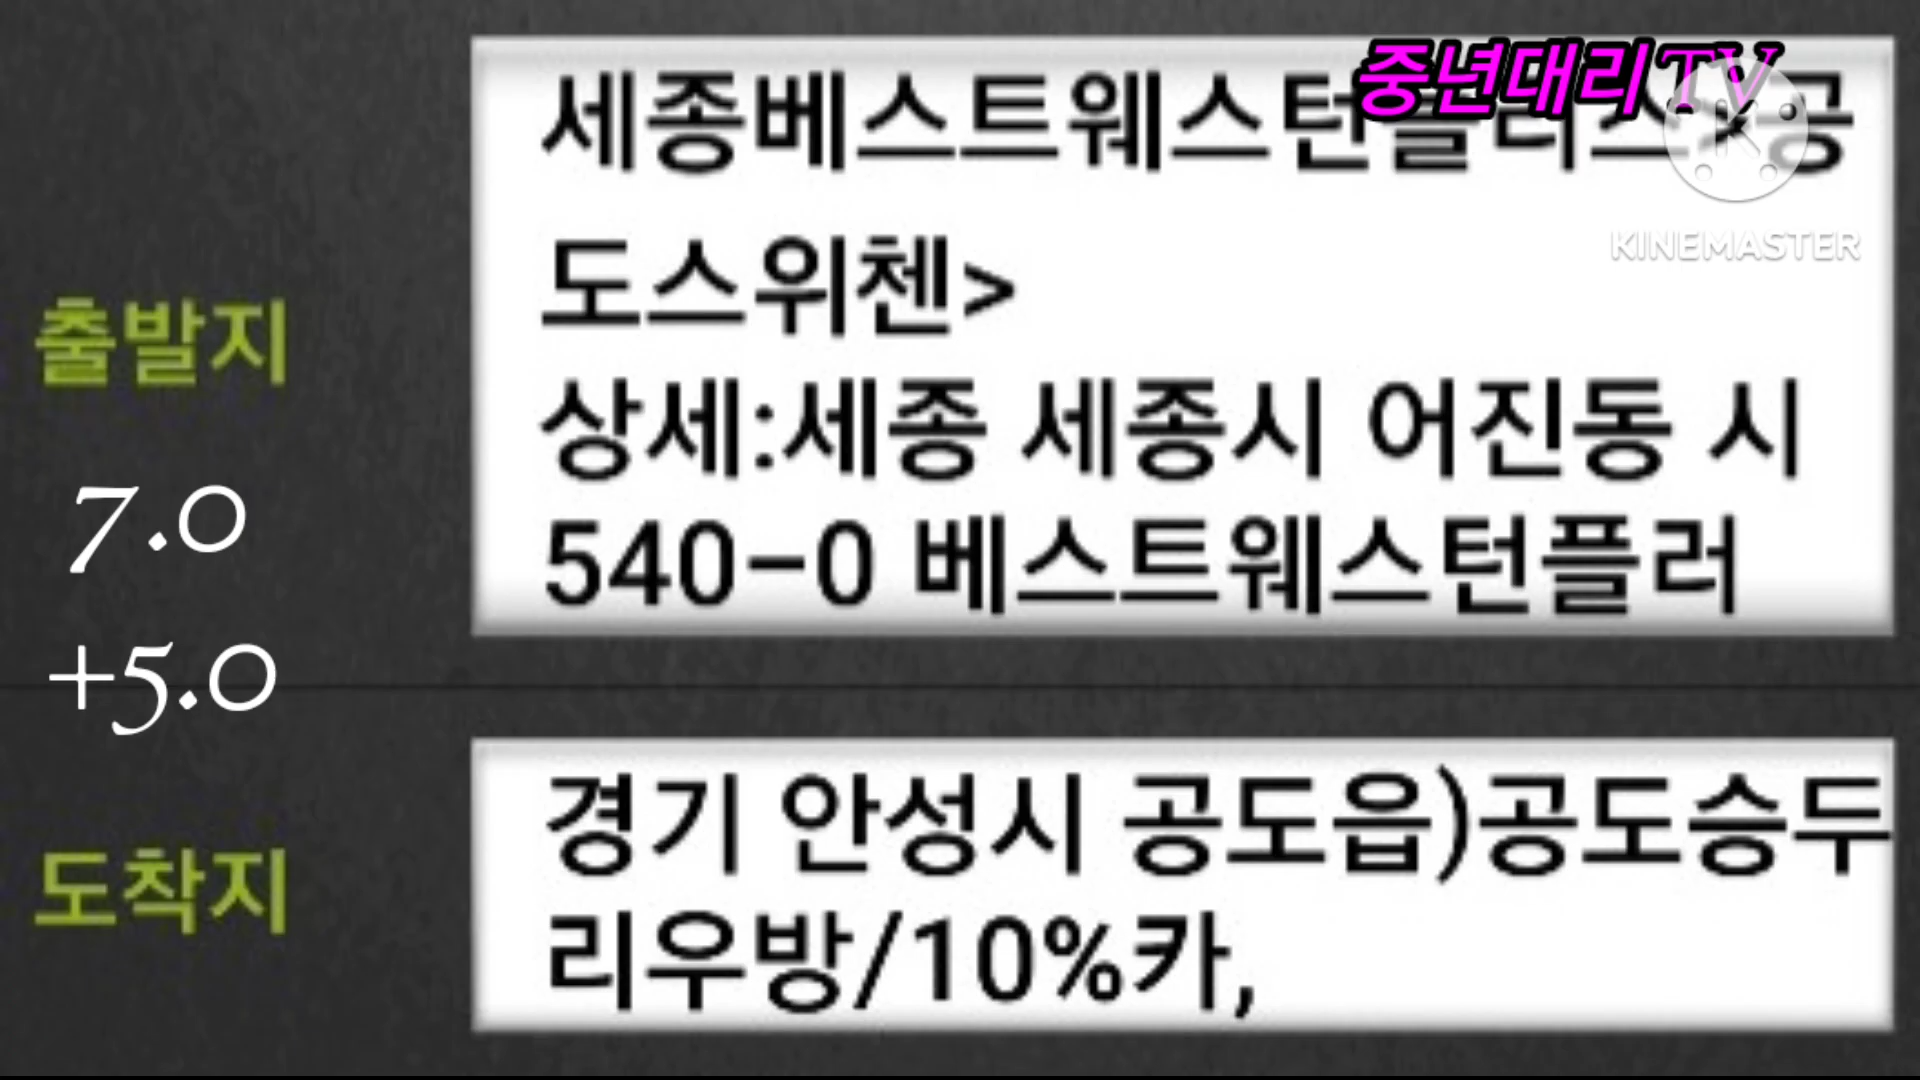 중년대리TV
세종베스트웨스턴플러스*공
도스위첸>
상세:세종 세종시 어진동 시
540-0 베스트웨스턴플러
출발지
7.0
+5.0
경기 안성시 공도읍)공도승두
리우방/10%카,
도착지
KINEMASTER